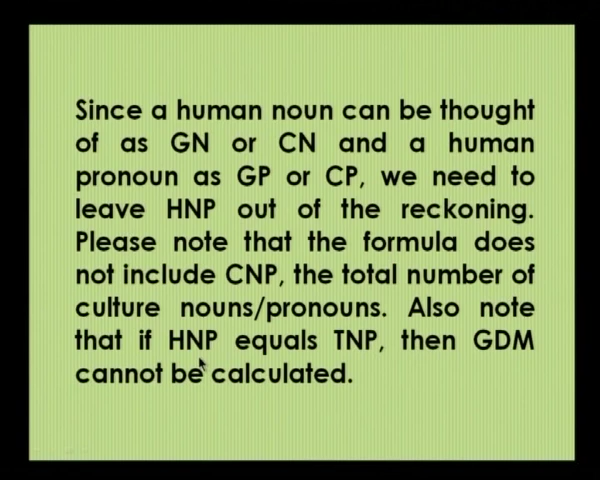 Since a human noun can be thought
of as GN or CN and a human
pronoun as GP or CP, we need to
leave HNP out of the reckoning.
Please note that the formula does
not include CNP, the total number of
culture nouns/pronouns. Also note
that if HNP equals TNP, then GDM
cannot be calculated.